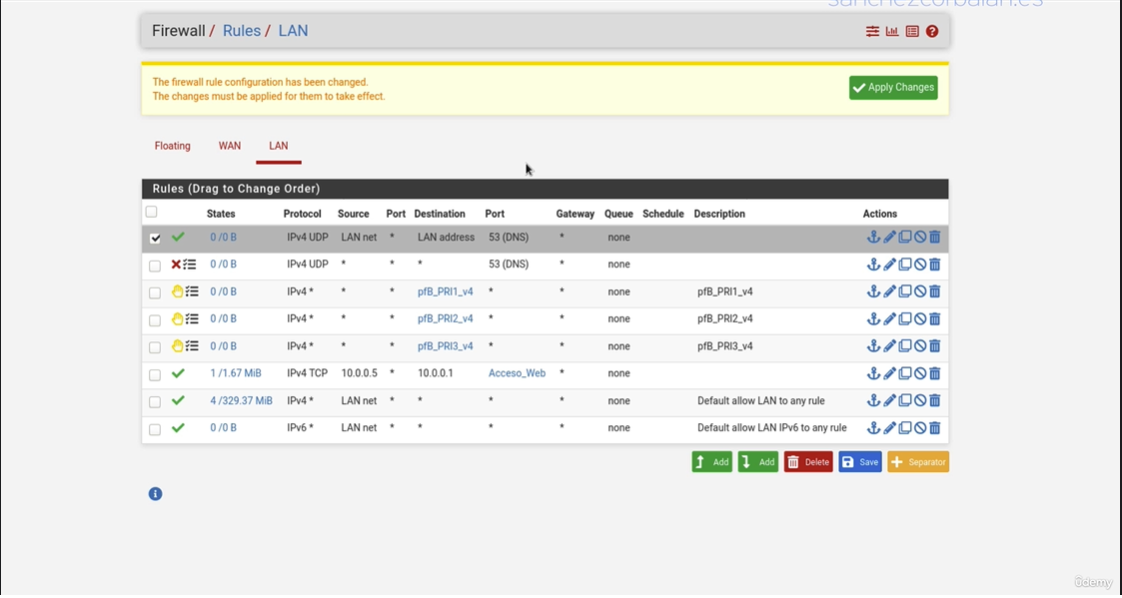 sanchezcorbalan.es
Firewall / Rules / LAN
The firewall rule configuration has been changed.
The changes must be applied for them to take effect.
Apply Changes
Floating WAN LAN
Rules (Drag to Change Order)
States Protocol Source Port Destination Port Gateway Queue Schedule Description Actions
0 /0 B IPv4 UDP LAN net * LAN address 53 (DNS) * none
0 /0 B IPv4 UDP * * * 53 (DNS) * none
0 /0 B IPv4 * * * pfB_PRI1_v4 * * none pfB_PRI1_v4
0 /0 B IPv4 * * * pfB_PRI2_v4 * * none pfB_PRI2_v4
0 /0 B IPv4 * * * pfB_PRI3_v4 * * none pfB_PRI3_v4
1 /1.67 MiB IPv4 TCP 10.0.0.5 * 10.0.0.1 Acceso_Web * none
4 /329.37 MiB IPv4 * LAN net * * * * none Default allow LAN to any rule
0 /0 B IPv6 * LAN net * * * * none Default allow LAN IPv6 to any rule
Add Add Delete Save Separator
ûdemy